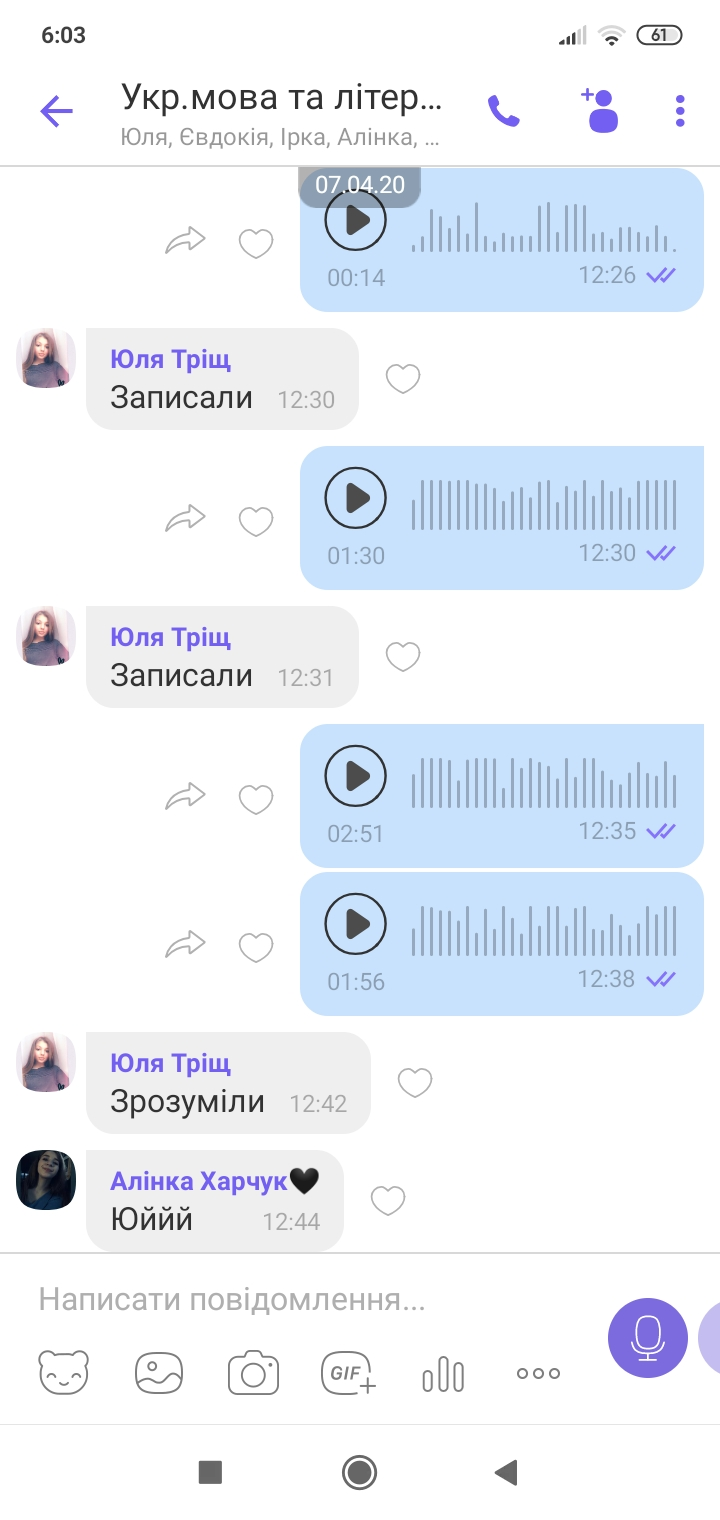 6:03
61
Укр.мова та літер...
Юля, Євдокія, Ірка, Алінка, ...
07.04.20
00:14
12:26
Юля Тріщ
Записали 12:30
01:30
12:30
Юля Тріщ
Записали 12:31
02:51
12:35
01:56
12:38
Юля Тріщ
Зрозуміли 12:42
Алінка Харчук🖤
Юййй 12:44
Написати повідомлення...
GIF